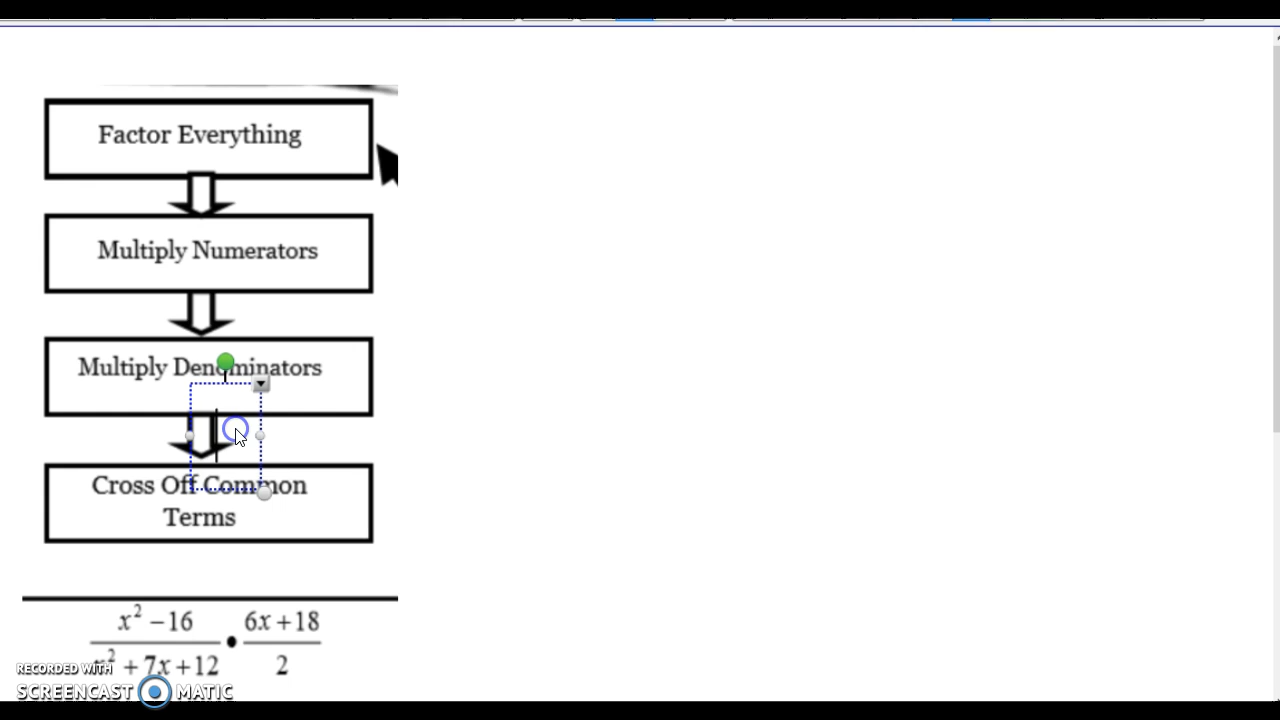 Factor Everything
Multiply Numerators
Multiply Denominators
Cross Off Common
Terms
x² − 16 6x + 18
•
x² + 7x + 12 2
RECORDED WITH
SCREENCAST MATIC